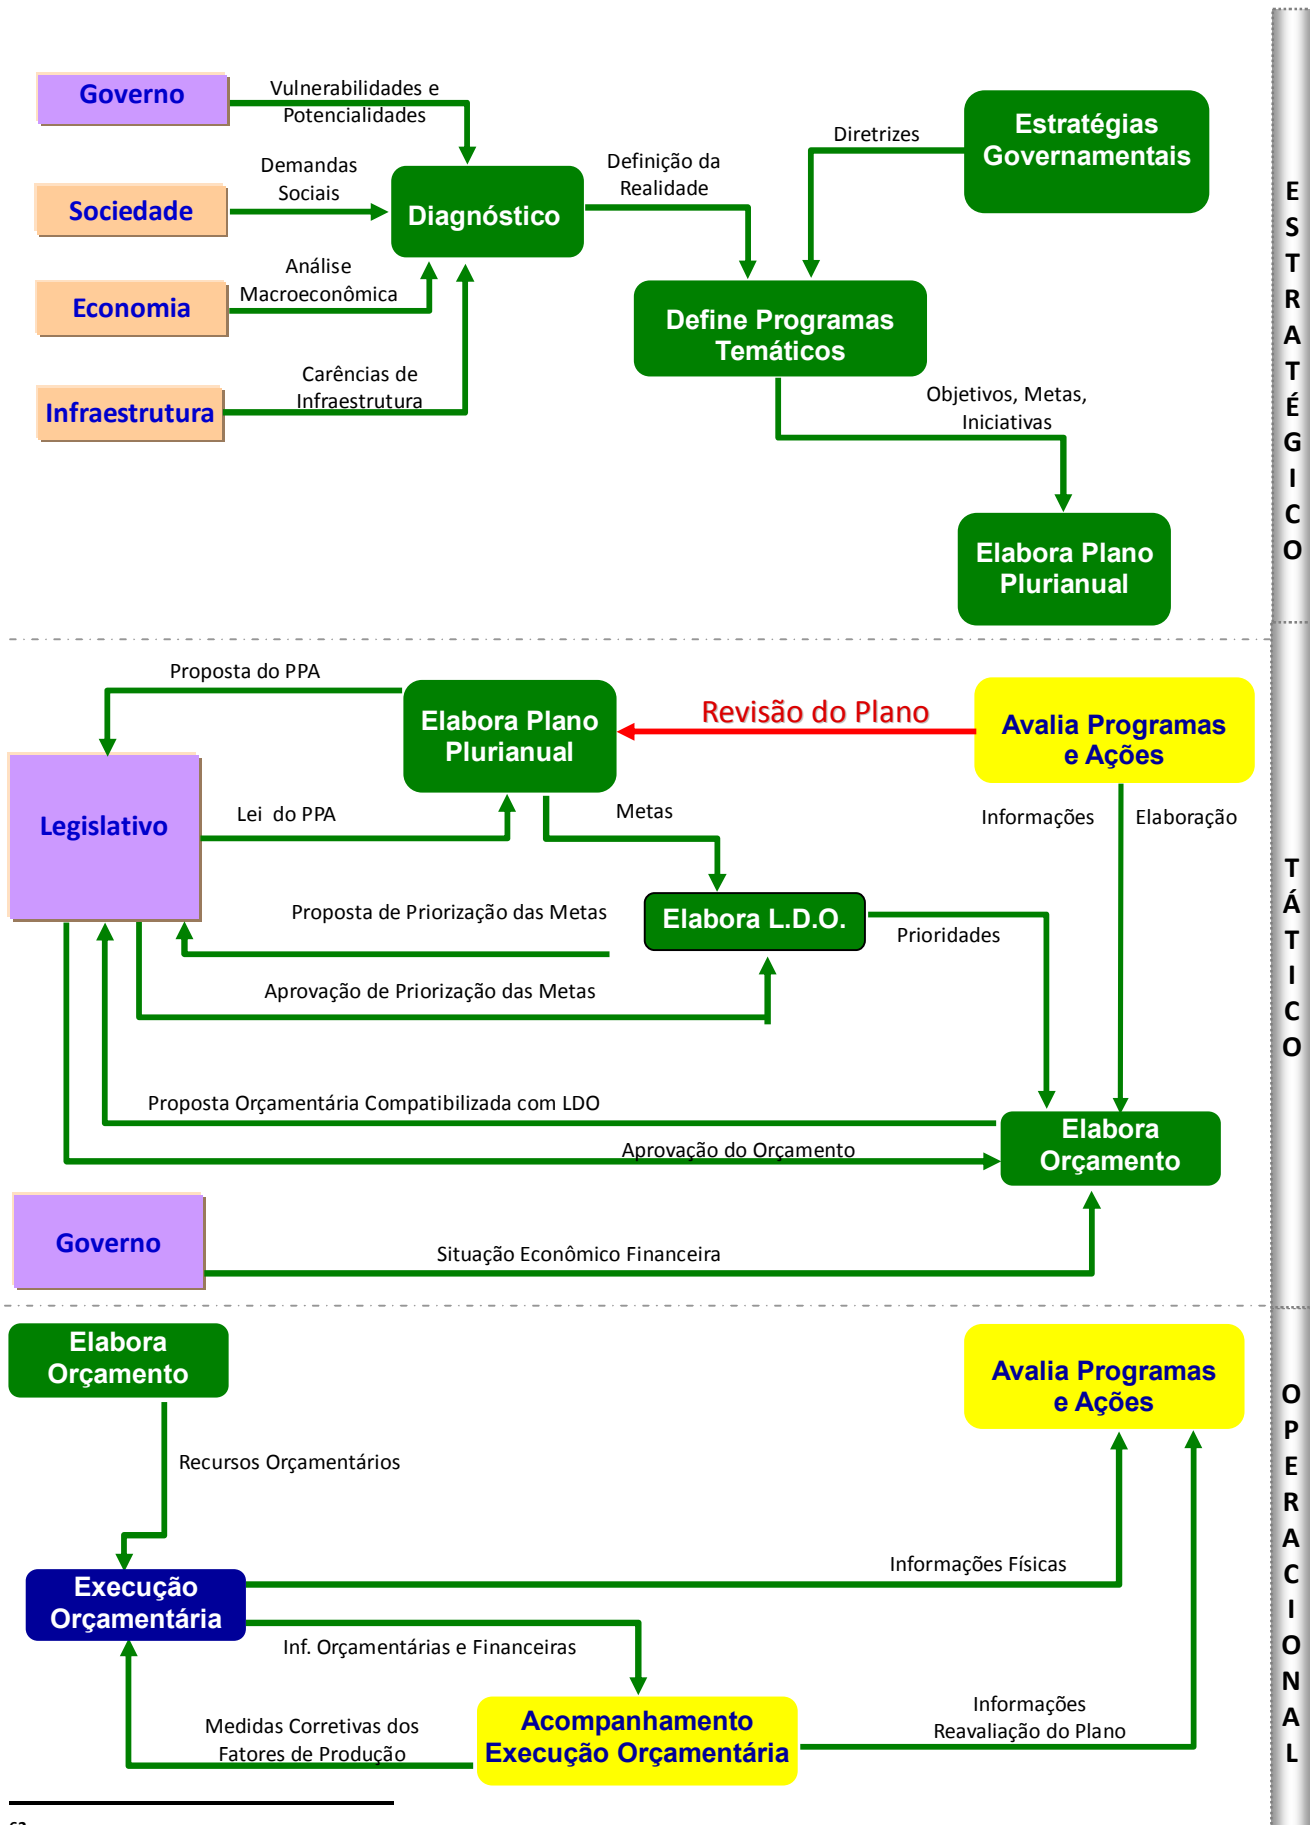 Governo
Vulnerabilidades e
Potencialidades
Estratégias
Governamentais
Diretrizes
Demandas
Sociais
Definição da
Realidade
Sociedade
Diagnóstico
Análise
Macroeconômica
Economia
Define Programas
Temáticos
Carências de
Infraestrutura
Infraestrutura
Objetivos, Metas,
Iniciativas
Elabora Plano
Plurianual
ESTRATÉGICO
Proposta do PPA
Elabora Plano
Plurianual
Revisão do Plano
Avalia Programas
e Ações
Legislativo
Lei do PPA
Metas
Informações
Elaboração
Proposta de Priorização das Metas
Elabora L.D.O.
Prioridades
Aprovação de Priorização das Metas
Proposta Orçamentária Compatibilizada com LDO
Elabora
Orçamento
Aprovação do Orçamento
Governo
Situação Econômico Financeira
TÁTICO
Elabora
Orçamento
Avalia Programas
e Ações
Recursos Orçamentários
Informações Físicas
Execução
Orçamentária
Inf. Orçamentárias e Financeiras
Medidas Corretivas dos
Fatores de Produção
Acompanhamento
Execução Orçamentária
Informações
Reavaliação do Plano
OPERACIONAL